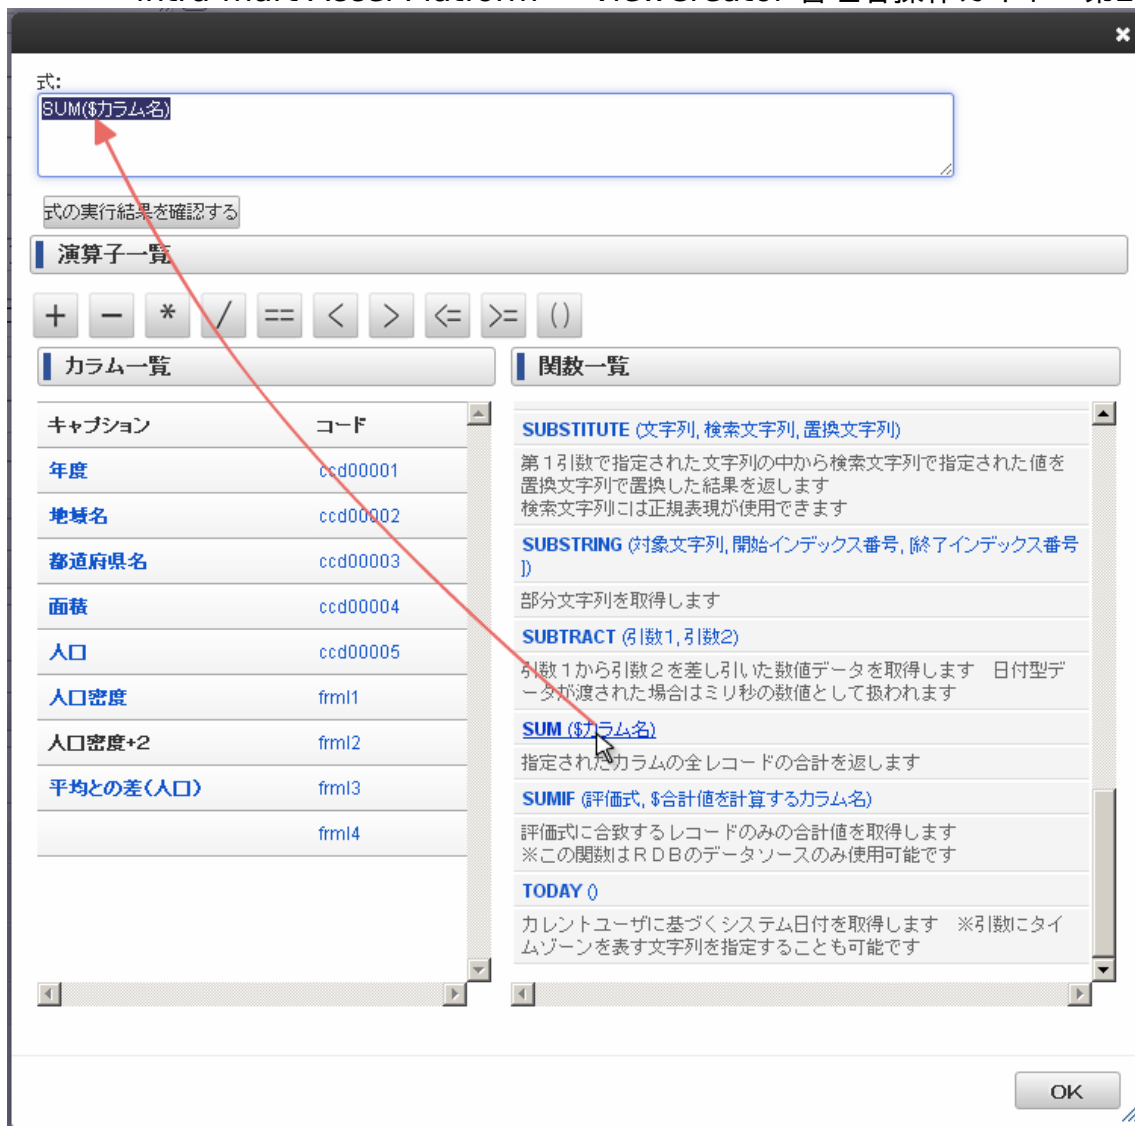 式:
SUM($カラム名)
式の実行結果を確認する
演算子一覧
+ - * / == < > <= >= ()
カラム一覧
キャプション コード
年度 ccd00001
地域名 ccd00002
都道府県名 ccd00003
面積 ccd00004
人口 ccd00005
人口密度 frml1
人口密度+2 frml2
平均との差(人口) frml3
frml4
関数一覧
SUBSTITUTE (文字列, 検索文字列, 置換文字列)
第１引数で指定された文字列の中から検索文字列で指定された値を
置換文字列で置換した結果を返します
検索文字列には正規表現が使用できます
SUBSTRING (対象文字列, 開始インデックス番号, [終了インデックス番号
])
部分文字列を取得します
SUBTRACT (引数1, 引数2)
引数１から引数２を差し引いた数値データを取得します　日付型デ
ータが渡された場合はミリ秒の数値として扱われます
SUM ($カラム名)
指定されたカラムの全レコードの合計を返します
SUMIF (評価式, $合計値を計算するカラム名)
評価式に合致するレコードのみの合計値を取得します
※この関数はＲＤＢのデータソースのみ使用可能です
TODAY ()
カレントユーザに基づくシステム日付を取得します　※引数にタイ
ムゾーンを表す文字列を指定することも可能です
OK